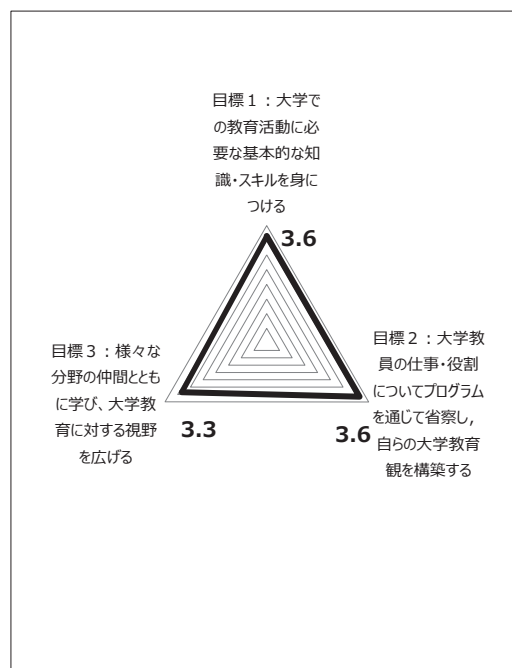 目標１：大学で
の教育活動に必
要な基本的な知
識・スキルを身に
つける
3.6
目標２：大学教
員の仕事・役割
についてプログラム
を通じて省察し，
自らの大学教育
観を構築する
3.6
目標３：様々な
分野の仲間ととも
に学び、大学教
育に対する視野
を広げる
3.3